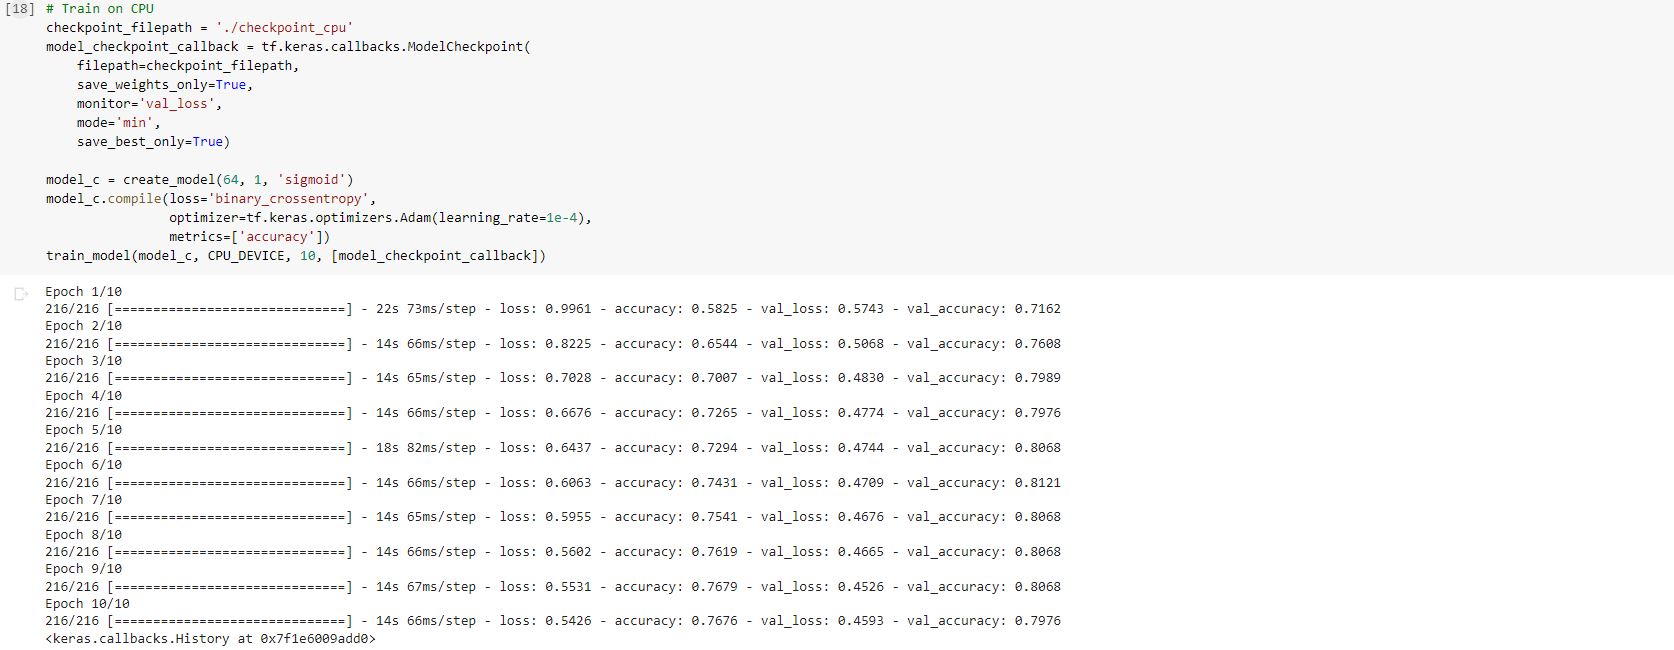 [18] # Train on CPU
checkpoint_filepath = './checkpoint_cpu'
model_checkpoint_callback = tf.keras.callbacks.ModelCheckpoint(
    filepath=checkpoint_filepath,
    save_weights_only=True,
    monitor='val_loss',
    mode='min',
    save_best_only=True)

model_c = create_model(64, 1, 'sigmoid')
model_c.compile(loss='binary_crossentropy',
                optimizer=tf.keras.optimizers.Adam(learning_rate=1e-4),
                metrics=['accuracy'])
train_model(model_c, CPU_DEVICE, 10, [model_checkpoint_callback])
Epoch 1/10
216/216 [==============================] - 22s 73ms/step - loss: 0.9961 - accuracy: 0.5825 - val_loss: 0.5743 - val_accuracy: 0.7162
Epoch 2/10
216/216 [==============================] - 14s 66ms/step - loss: 0.8225 - accuracy: 0.6544 - val_loss: 0.5068 - val_accuracy: 0.7608
Epoch 3/10
216/216 [==============================] - 14s 65ms/step - loss: 0.7028 - accuracy: 0.7007 - val_loss: 0.4830 - val_accuracy: 0.7989
Epoch 4/10
216/216 [==============================] - 14s 66ms/step - loss: 0.6676 - accuracy: 0.7265 - val_loss: 0.4774 - val_accuracy: 0.7976
Epoch 5/10
216/216 [==============================] - 18s 82ms/step - loss: 0.6437 - accuracy: 0.7294 - val_loss: 0.4744 - val_accuracy: 0.8068
Epoch 6/10
216/216 [==============================] - 14s 66ms/step - loss: 0.6063 - accuracy: 0.7431 - val_loss: 0.4709 - val_accuracy: 0.8121
Epoch 7/10
216/216 [==============================] - 14s 65ms/step - loss: 0.5955 - accuracy: 0.7541 - val_loss: 0.4676 - val_accuracy: 0.8068
Epoch 8/10
216/216 [==============================] - 14s 66ms/step - loss: 0.5602 - accuracy: 0.7619 - val_loss: 0.4665 - val_accuracy: 0.8068
Epoch 9/10
216/216 [==============================] - 14s 67ms/step - loss: 0.5531 - accuracy: 0.7679 - val_loss: 0.4526 - val_accuracy: 0.8068
Epoch 10/10
216/216 [==============================] - 14s 66ms/step - loss: 0.5426 - accuracy: 0.7676 - val_loss: 0.4593 - val_accuracy: 0.7976
<keras.callbacks.History at 0x7f1e6009add0>